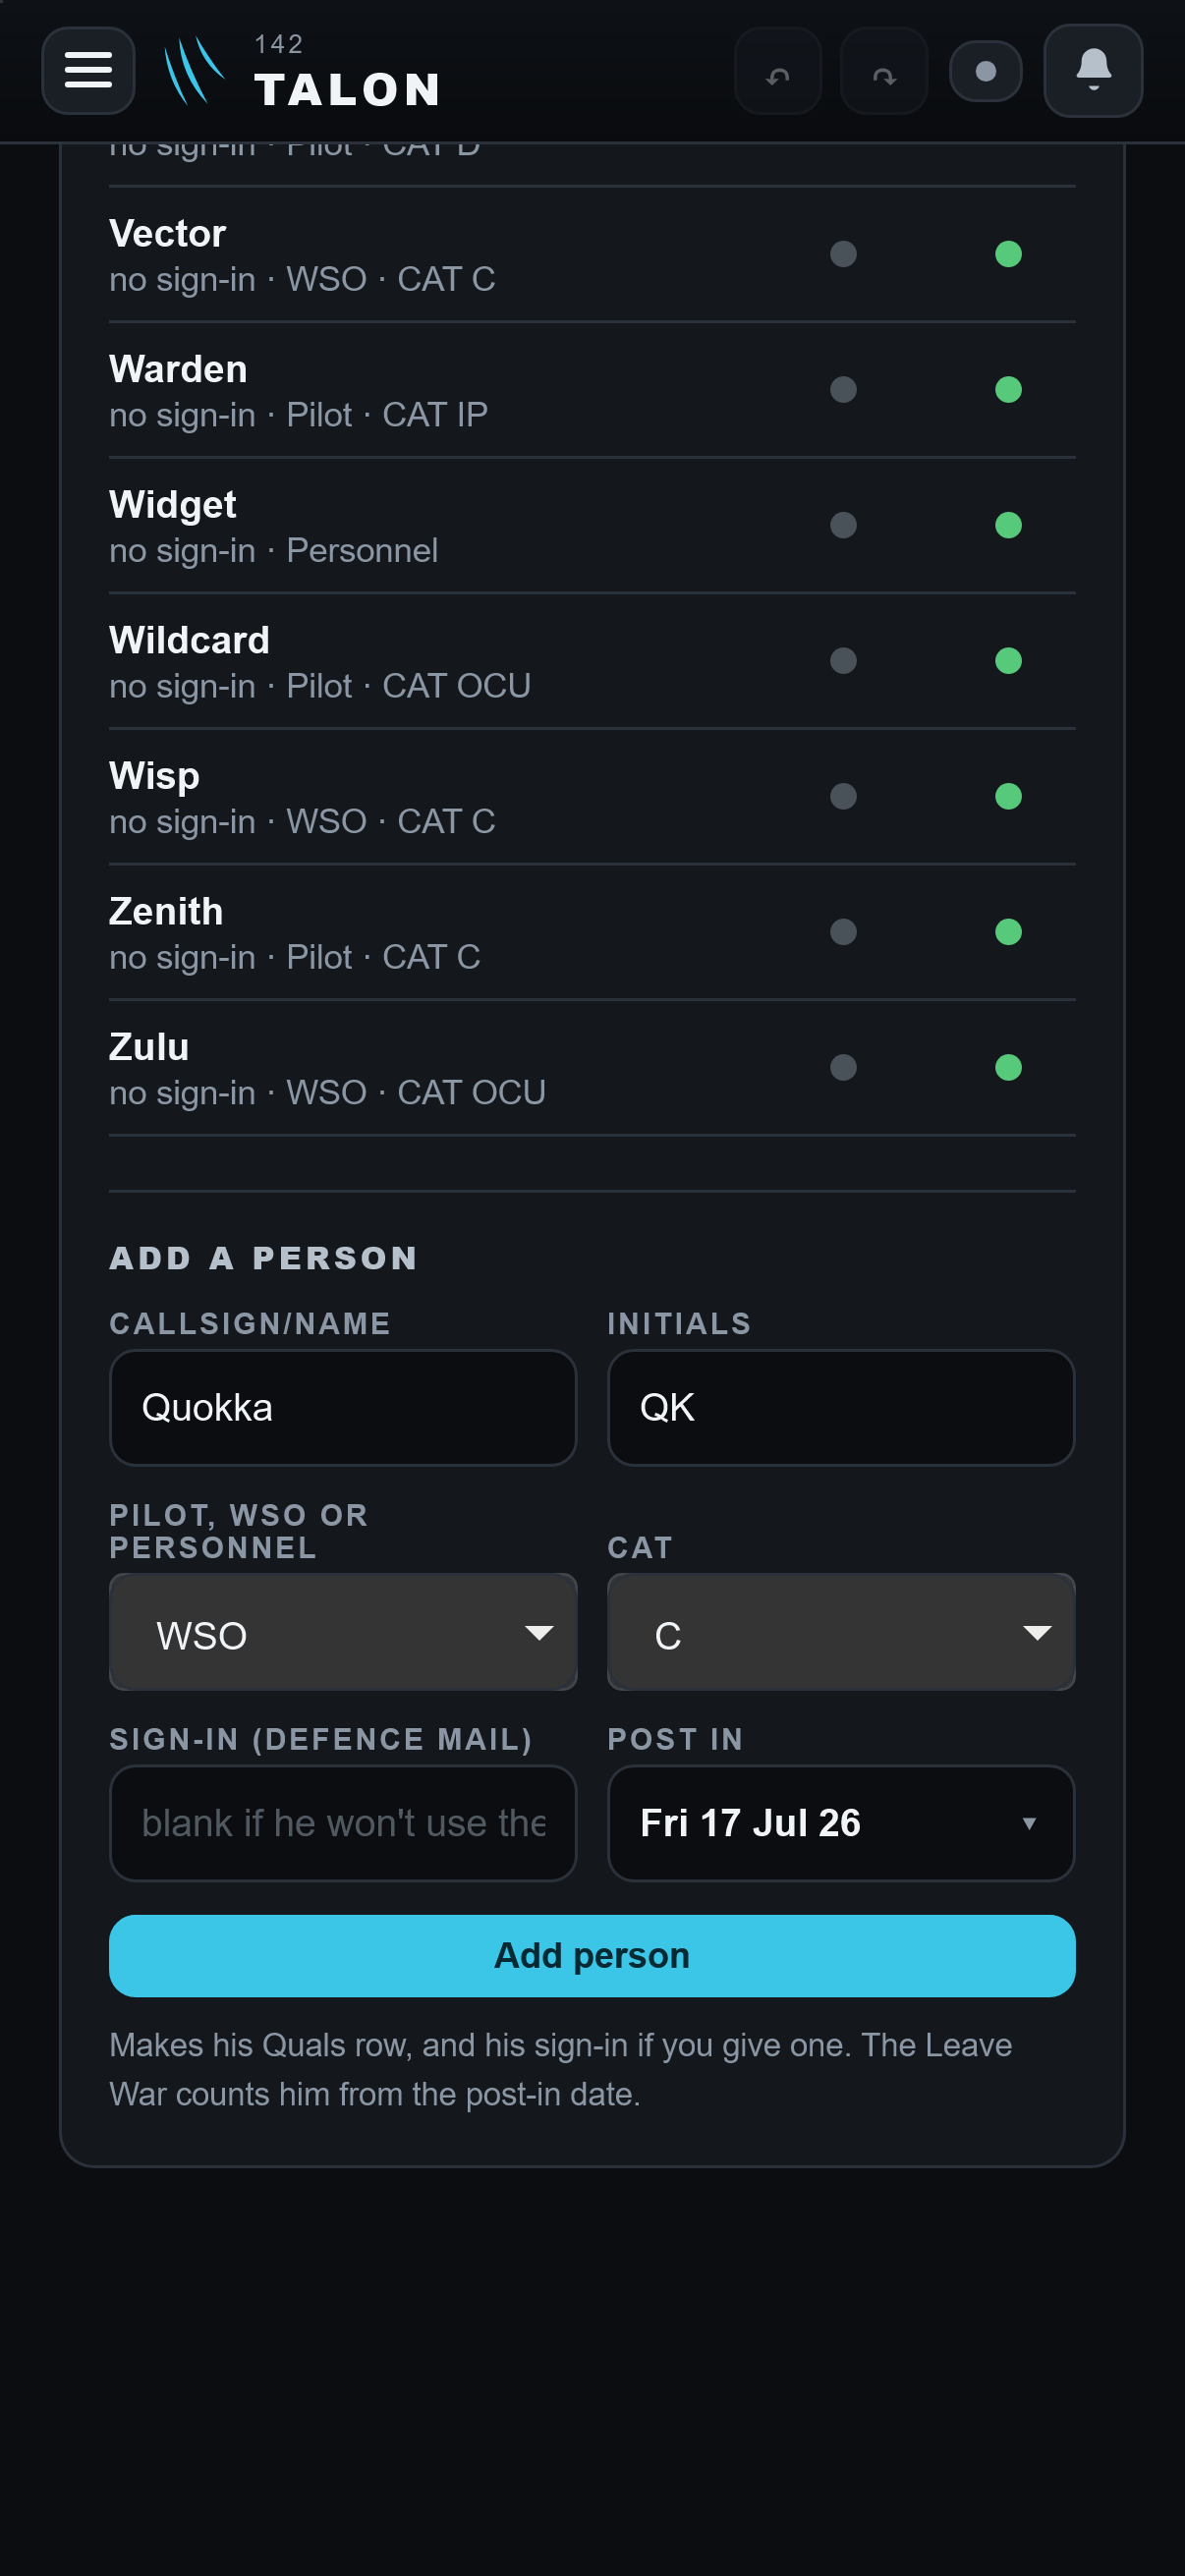 142
TALON
no sign-in · Pilot · CAT D
Vector
no sign-in · WSO · CAT C
Warden
no sign-in · Pilot · CAT IP
Widget
no sign-in · Personnel
Wildcard
no sign-in · Pilot · CAT OCU
Wisp
no sign-in · WSO · CAT C
Zenith
no sign-in · Pilot · CAT C
Zulu
no sign-in · WSO · CAT OCU
ADD A PERSON
CALLSIGN/NAME
INITIALS
Quokka
QK
PILOT, WSO OR
PERSONNEL
CAT
WSO
C
SIGN-IN (DEFENCE MAIL)
POST IN
blank if he won't use the
Fri 17 Jul 26
Add person
Makes his Quals row, and his sign-in if you give one. The Leave
War counts him from the post-in date.